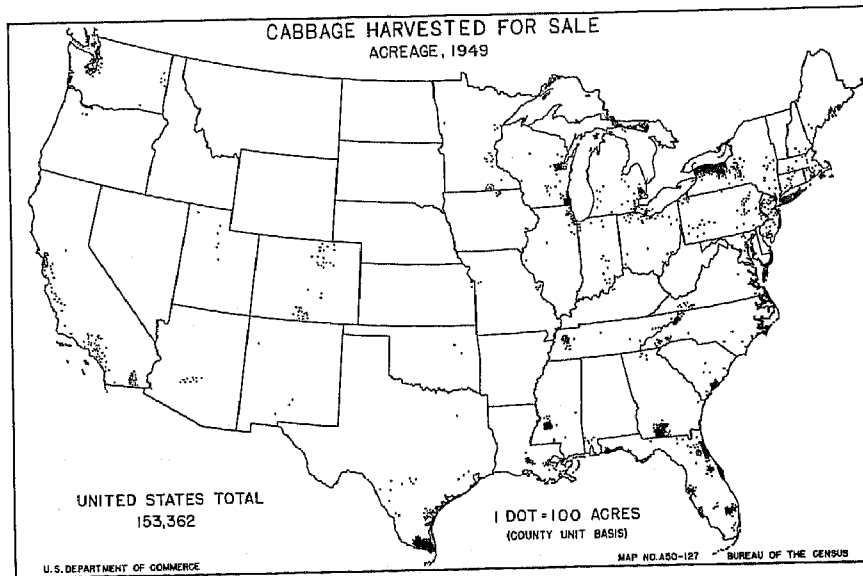 CABBAGE HARVESTED FOR SALE
ACREAGE, 1949
UNITED STATES TOTAL
153,362
1 DOT = 100 ACRES
(COUNTY UNIT BASIS)
U.S. DEPARTMENT OF COMMERCE
MAP NO. A50-127
BUREAU OF THE CENSUS